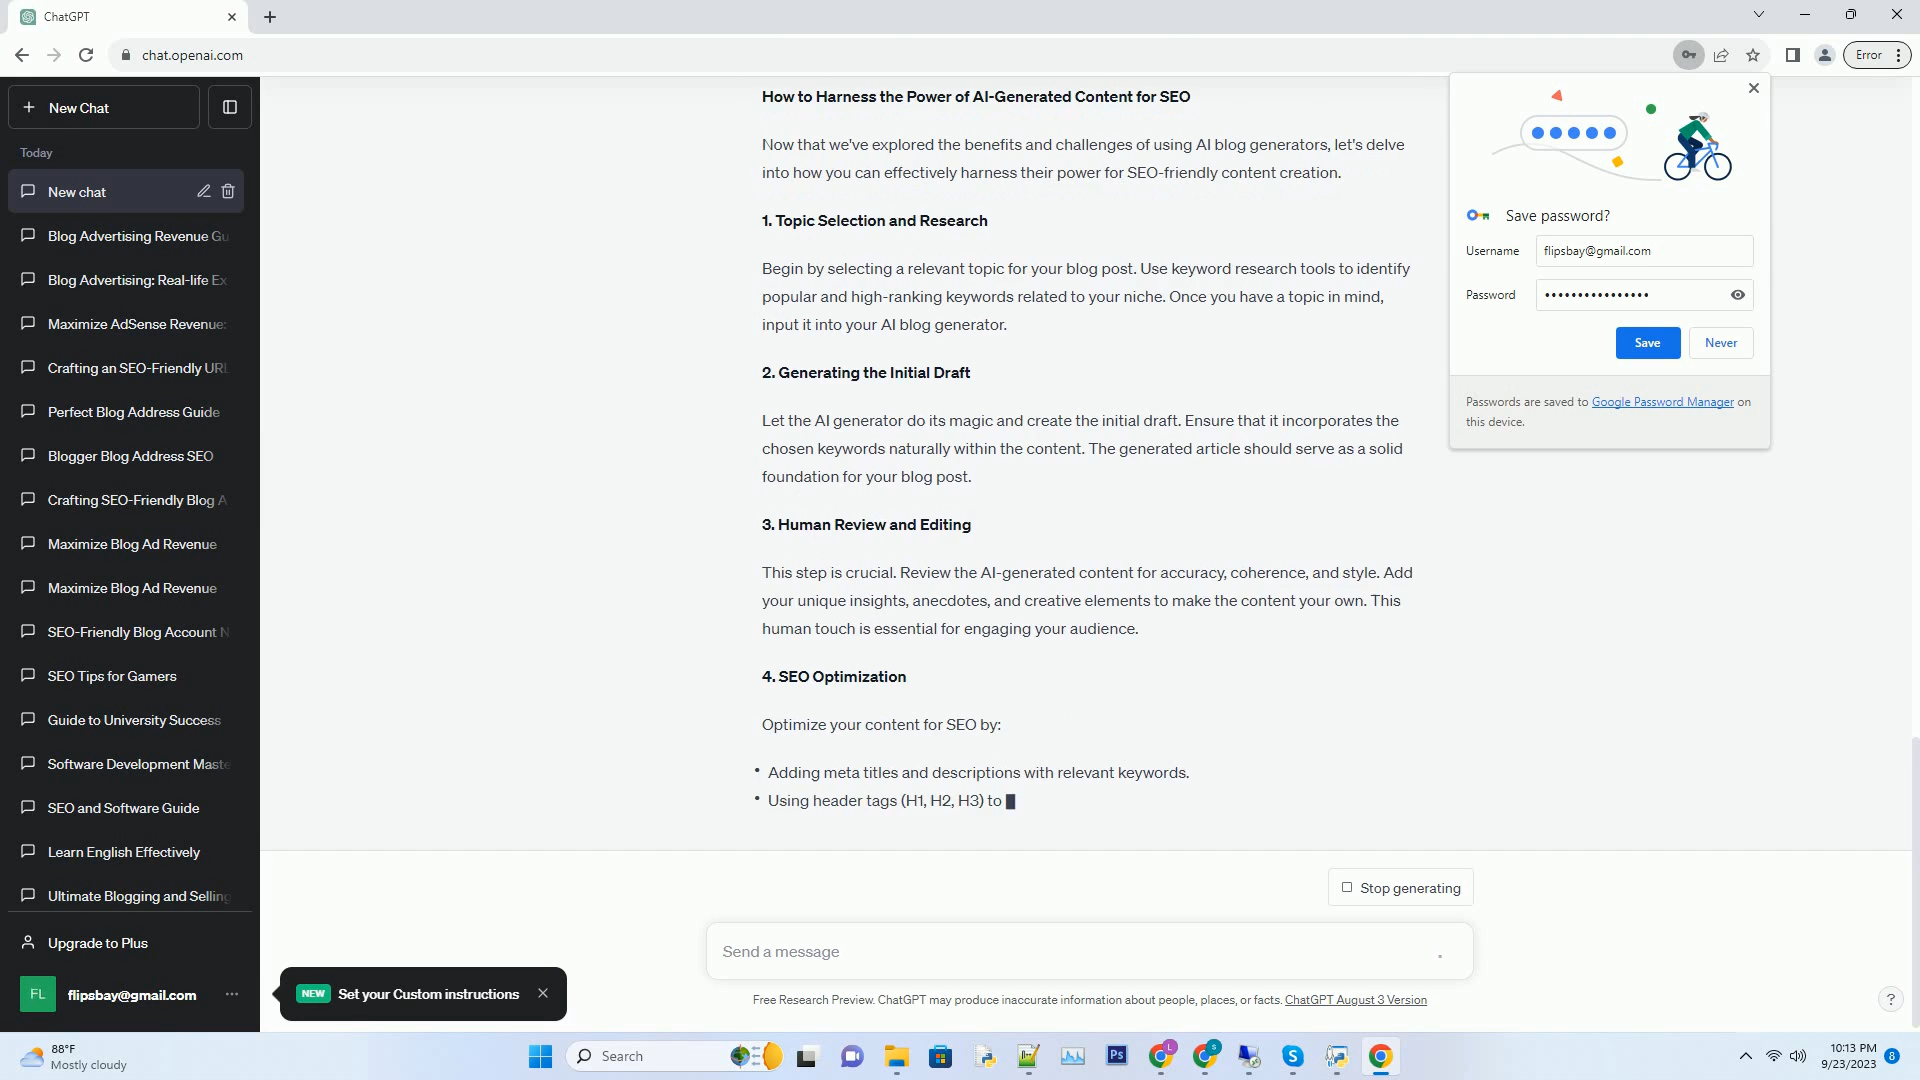 ChatGPT
chat.openai.com
Error
New Chat
Today
New chat
Blog Advertising Revenue Gu
Blog Advertising: Real-life Ex
Maximize AdSense Revenue:
Crafting an SEO-Friendly URL
Perfect Blog Address Guide
Blogger Blog Address SEO
Crafting SEO-Friendly Blog A
Maximize Blog Ad Revenue
Maximize Blog Ad Revenue
SEO-Friendly Blog Account N
SEO Tips for Gamers
Guide to University Success
Software Development Maste
SEO and Software Guide
Learn English Effectively
Ultimate Blogging and Selling
Upgrade to Plus
FL
flipsbay@gmail.com
NEW Set your Custom instructions
How to Harness the Power of AI-Generated Content for SEO
Now that we've explored the benefits and challenges of using AI blog generators, let's delve
into how you can effectively harness their power for SEO-friendly content creation.
1. Topic Selection and Research
Begin by selecting a relevant topic for your blog post. Use keyword research tools to identify
popular and high-ranking keywords related to your niche. Once you have a topic in mind,
input it into your AI blog generator.
2. Generating the Initial Draft
Let the AI generator do its magic and create the initial draft. Ensure that it incorporates the
chosen keywords naturally within the content. The generated article should serve as a solid
foundation for your blog post.
3. Human Review and Editing
This step is crucial. Review the AI-generated content for accuracy, coherence, and style. Add
your unique insights, anecdotes, and creative elements to make the content your own. This
human touch is essential for engaging your audience.
4. SEO Optimization
Optimize your content for SEO by:
• Adding meta titles and descriptions with relevant keywords.
• Using header tags (H1, H2, H3) to
Stop generating
Send a message
Free Research Preview. ChatGPT may produce inaccurate information about people, places, or facts. ChatGPT August 3 Version
?
Save password?
Username
flipsbay@gmail.com
Password
••••••••••••••••
Save
Never
Passwords are saved to Google Password Manager on
this device.
88°F
Mostly cloudy
Search
Ps
L
S
S
10:13 PM
9/23/2023
8